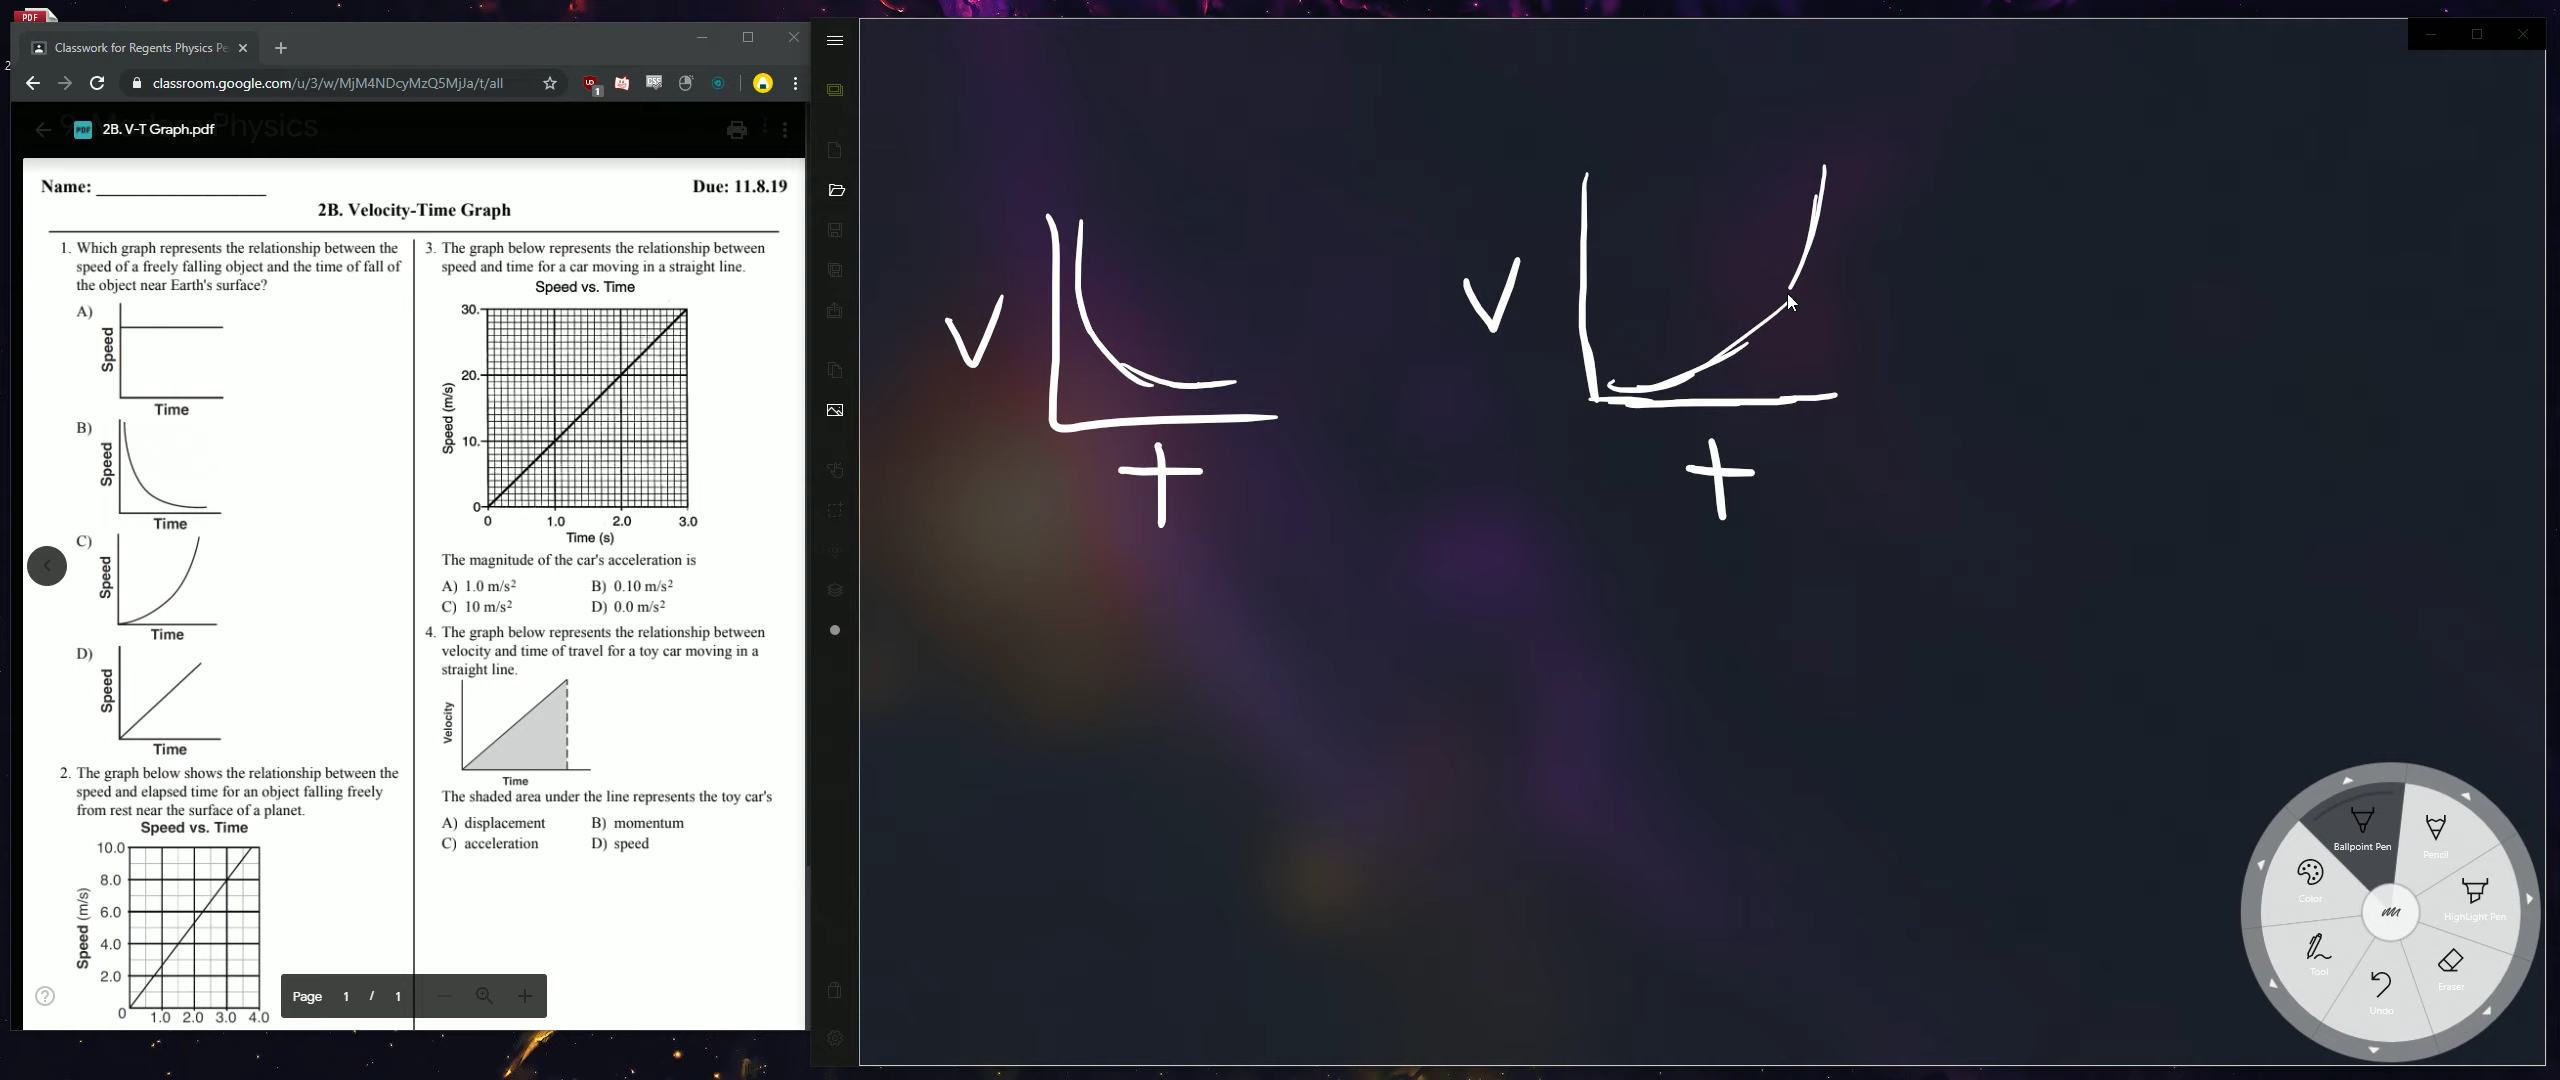 PDF
Classwork for Regents Physics Pe
classroom.google.com/u/3/w/MjM4NDcyMzQ5MjJa/t/all
1
PDF 2B. V-T Graph.pdf
Name:
Due: 11.8.19
2B. Velocity-Time Graph
1. Which graph represents the relationship between the
speed of a freely falling object and the time of fall of
the object near Earth's surface?
A)
Speed
Time
B)
Speed
Time
C)
Speed
Time
D)
Speed
Time
2. The graph below shows the relationship between the
speed and elapsed time for an object falling freely
from rest near the surface of a planet.
Speed vs. Time
Speed (m/s)
10.0
8.0
6.0
4.0
2.0
0
1.0 2.0 3.0 4.0
3. The graph below represents the relationship between
speed and time for a car moving in a straight line.
Speed vs. Time
Speed (m/s)
30.
20.
10.
0
0 1.0 2.0 3.0
Time (s)
The magnitude of the car's acceleration is
A) 1.0 m/s² B) 0.10 m/s²
C) 10 m/s² D) 0.0 m/s²
4. The graph below represents the relationship between
velocity and time of travel for a toy car moving in a
straight line.
Velocity
Time
The shaded area under the line represents the toy car's
A) displacement B) momentum
C) acceleration D) speed
Page 1 / 1
V
t
V
t
Ballpoint Pen
Pencil
HighLight Pen
Eraser
Undo
Tool
Color